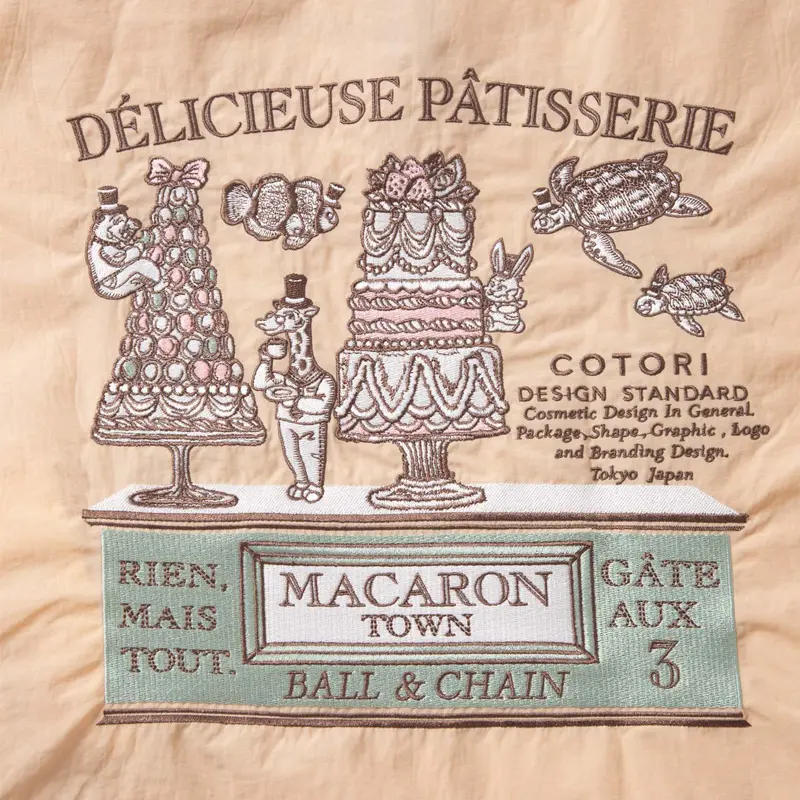 DÉLICIEUSE PÂTISSERIE
COTORI
DESIGN STANDARD
Cosmetic Design In General.
Package, Shape, Graphic, Logo
and Branding Design.
Tokyo Japan
RIEN,
MAIS
TOUT.
MACARON
TOWN
BALL & CHAIN
GÂTE
AUX
3